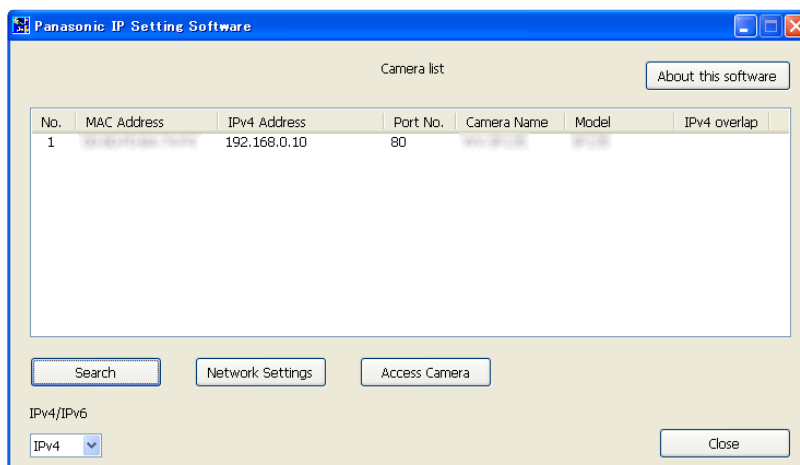 Panasonic IP Setting Software
Camera list
About this software
No. MAC Address IPv4 Address Port No. Camera Name Model IPv4 overlap
1 192.168.0.10 80
Search Network Settings Access Camera
IPv4/IPv6
IPv4
Close